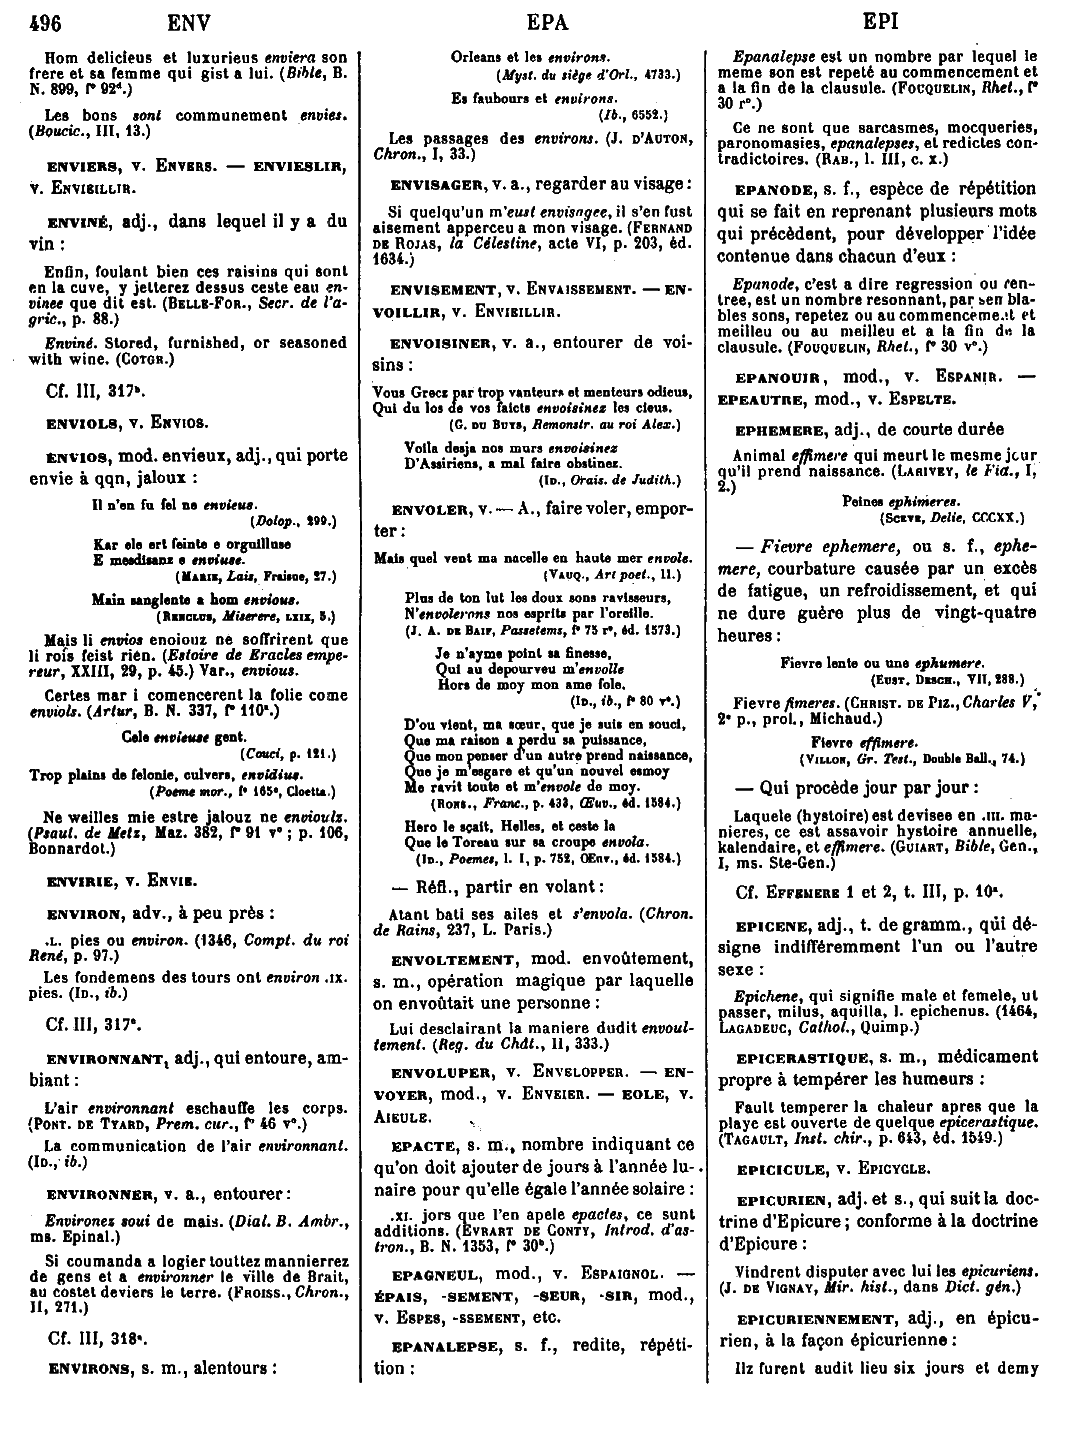 496 ENV EPA EPI
Hom delicieus et luxurieus enviera son
frere et sa femme qui gist a lui. (Bible, B.
N. 899, f° 92ᵈ.)
Les bons sont communement envies.
(Boucic., III, 13.)
ENVIERS, v. ENVERS. — ENVIESLIR,
v. ENVIEILLIR.
ENVINÉ, adj., dans lequel il y a du
vin :
Enfin, foulant bien ces raisins qui sont
en la cuve, y jetterez dessus ceste eau en-
vinee que dit est. (BELLE-FOR., Secr. de l'a-
gric., p. 88.)
Enviné. Stored, furnished, or seasoned
with wine. (COTGR.)
Cf. III, 317ᵇ.
ENVIOLS, v. ENVIOS.
ENVIOS, mod. envieux, adj., qui porte
envie à qqn, jaloux :
Il n'en fu fel ne envieus.
(Dolop., 299.)
Kar ele ert feinte e orguilluse
E mesdisanz e enviuse.
(MARIE, Lais, Fraisne, 27.)
Main sanglente a hom envious.
(RENCLUS, Miserere, LXIX, 5.)
Mais li envios enoiouz ne soffrirent que
li rois feist rien. (Estoire de Eracles empe-
reur, XXIII, 29, p. 45.) Var., envious.
Certes mar i comencerent la folie come
enviols. (Artur, B. N. 337, f° 110ᵃ.)
Cele envieuse gent.
(Couci, p. 121.)
Trop plains de felonie, culvers, envidius.
(Poeme mor., f° 165ᵃ, Cloetta.)
Ne weilles mie estre jalouz ne envioulz.
(Psaut. de Metz, Maz. 382, f° 91 v° ; p. 106,
Bonnardot.)
ENVIRIE, v. ENVIE.
ENVIRON, adv., à peu près :
.L. pies ou environ. (1346, Compt. du roi
René, p. 97.)
Les fondemens des tours ont environ .IX.
pies. (ID., ib.)
Cf. III, 317ᶜ.
ENVIRONNANT, adj., qui entoure, am-
biant :
L'air environnant eschauffe les corps.
(PONT. DE TYARD, Prem. cur., f° 46 v°.)
La communication de l'air environnant.
(ID., ib.)
ENVIRONNER, v. a., entourer :
Environez soui de mais. (Dial. B. Ambr.,
ms. Epinal.)
Si coumanda a logier touttez mannierrez
de gens et a environner le ville de Brait,
au costet deviers le terre. (FROISS., Chron.,
II, 271.)
Cf. III, 318ᵃ.
ENVIRONS, s. m., alentours :
Orleans et les environs.
(Myst. du siège d'Orl., 4733.)
Es faubours et environs.
(Ib., 6552.)
Les passages des environs. (J. D'AUTON,
Chron., I, 33.)
ENVISAGER, v. a., regarder au visage :
Si quelqu'un m'eust envisagee, il s'en fust
aisement apperceu a mon visage. (FERNAND
DE ROJAS, la Célestine, acte VI, p. 203, éd.
1634.)
ENVISEMENT, v. ENVAISSEMENT. — EN-
VOILLIR, v. ENVIEILLIR.
ENVOISINER, v. a., entourer de voi-
sins :
Vous Grecz par trop vanteurs et menteurs odieus,
Qui du los de vos faicts envoisinez les cieus.
(G. DU BUYS, Remonstr. au roi Alex.)
Voila desja nos murs envoisinez
D'Assiriens, a mal faire obstinez.
(ID., Orais. de Judith.)
ENVOLER, v. — A., faire voler, empor-
ter :
Mais quel vent ma nacelle en haute mer envole.
(VAUQ., Art poet., II.)
Plus de ton lut les doux sons ravisseurs,
N'envolerons nos esprits par l'oreille.
(J. A. DE BAIF, Passetems, f° 75 r°, éd. 1573.)
Je n'ayme point sa finesse,
Qui au depourveu m'envolle
Hors de moy mon ame fole.
(ID., ib., f° 80 v°.)
D'ou vient, ma sœur, que je suis en souci,
Que ma raison a perdu sa puissance,
Que mon penser d'un autre prend naissance,
Que je m'esgare et qu'un nouvel esmoy
Me ravit toute et m'envole de moy.
(RONS., Franc., p. 433, Œuv., éd. 1584.)
Hero le sçait, Helles, et ceste la
Que le Toreau sur sa croupe envola.
(ID., Poemes, l. I, p. 752, Œuv., éd. 1584.)
— Réfl., partir en volant :
Atant bati ses ailes et s'envola. (Chron.
de Rains, 237, L. Paris.)
ENVOLTEMENT, mod. envoûtement,
s. m., opération magique par laquelle
on envoûtait une personne :
Lui desclairant la maniere dudit envoul-
tement. (Reg. du Chât., II, 333.)
ENVOLUPER, v. ENVELOPPER. — EN-
VOYER, mod., v. ENVEIER. — EOLE, v.
AIEULE.
EPACTE, s. m., nombre indiquant ce
qu'on doit ajouter de jours à l'année lu-
naire pour qu'elle égale l'année solaire :
.XI. jors que l'en apele epactes, ce sunt
additions. (EVRART DE CONTY, Introd. d'as-
tron., B. N. 1353, f° 30ᵇ.)
EPAGNEUL, mod., v. ESPAIGNOL. —
ÉPAIS, -SEMENT, -SEUR, -SIR, mod.,
v. ESPES, -SSEMENT, etc.
EPANALEPSE, s. f., redite, répéti-
tion :
Epanalepse est un nombre par lequel le
meme son est repeté au commencement et
a la fin de la clausule. (FOUQUELIN, Rhet., f°
30 r°.)
Ce ne sont que sarcasmes, mocqueries,
paronomasies, epanalepses, et redictes con-
tradictoires. (RAB., l. III, c. X.)
EPANODE, s. f., espèce de répétition
qui se fait en reprenant plusieurs mots
qui précèdent, pour développer l'idée
contenue dans chacun d'eux :
Epanode, c'est a dire regression ou ren-
tree, est un nombre resonnant, par sen bla-
bles sons, repetez ou au commencement et
meilleu ou au meilleu et a la fin de la
clausule. (FOUQUELIN, Rhet., f° 30 v°.)
EPANOUIR, mod., v. ESPANIR. —
EPEAUTRE, mod., v. ESPELTE.
EPHEMERE, adj., de courte durée
Animal effimere qui meurt le mesme jour
qu'il prend naissance. (LARIVEY, le Fid., I,
2.)
Peines ephimeres.
(SCEVE, Delie, CCCXX.)
— Fievre ephemere, ou s. f., ephe-
mere, courbature causée par un excès
de fatigue, un refroidissement, et qui
ne dure guère plus de vingt-quatre
heures :
Fievre lente ou une ephumere.
(EUST. DESCH., VII, 288.)
Fievre fimeres. (CHRIST. DE PIZ., Charles V,
2ᵉ p., prol., Michaud.)
Fievre effimere.
(VILLON, Gr. Test., Double Ball., 74.)
— Qui procède jour par jour :
Laquele (hystoire) est devisee en .III. ma-
nieres, ce est assavoir hystoire annuelle,
kalendaire, et effimere. (GUIART, Bible, Gen.,
I, ms. Ste-Gen.)
Cf. EFFEMERE 1 et 2, t. III, p. 10ᵃ.
EPICENE, adj., t. de gramm., qui dé-
signe indifféremment l'un ou l'autre
sexe :
Epichene, qui signifie male et femele, ut
passer, milus, aquilla, l. epichenus. (1464,
LAGADEUC, Cathol., Quimp.)
EPICERASTIQUE, s. m., médicament
propre à tempérer les humeurs :
Fault temperer la chaleur apres que la
playe est ouverte de quelque epicerastique.
(TAGAULT, Inst. chir., p. 643, éd. 1549.)
EPICICULE, v. EPICYCLE.
EPICURIEN, adj. et s., qui suit la doc-
trine d'Epicure ; conforme à la doctrine
d'Epicure :
Vindrent disputer avec lui les epicuriens.
(J. DE VIGNAY, Mir. hist., dans Dict. gén.)
EPICURIENNEMENT, adj., en épicu-
rien, à la façon épicurienne :
Ilz furent audit lieu six jours et demy